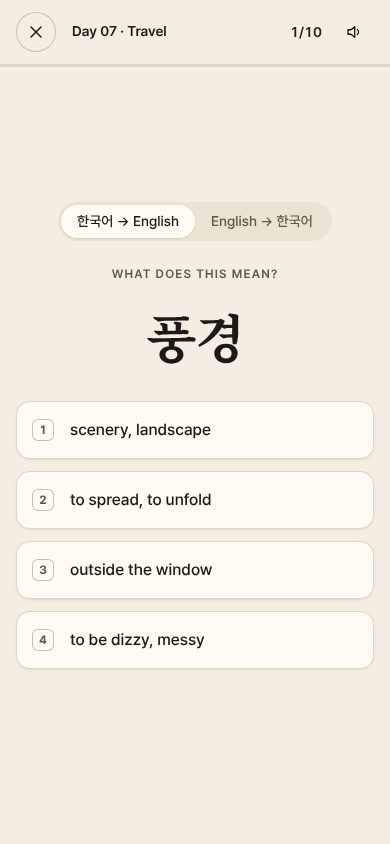 Day 07 · Travel
1/10
한국어 → English
English → 한국어
WHAT DOES THIS MEAN?
풍경
1 scenery, landscape
2 to spread, to unfold
3 outside the window
4 to be dizzy, messy